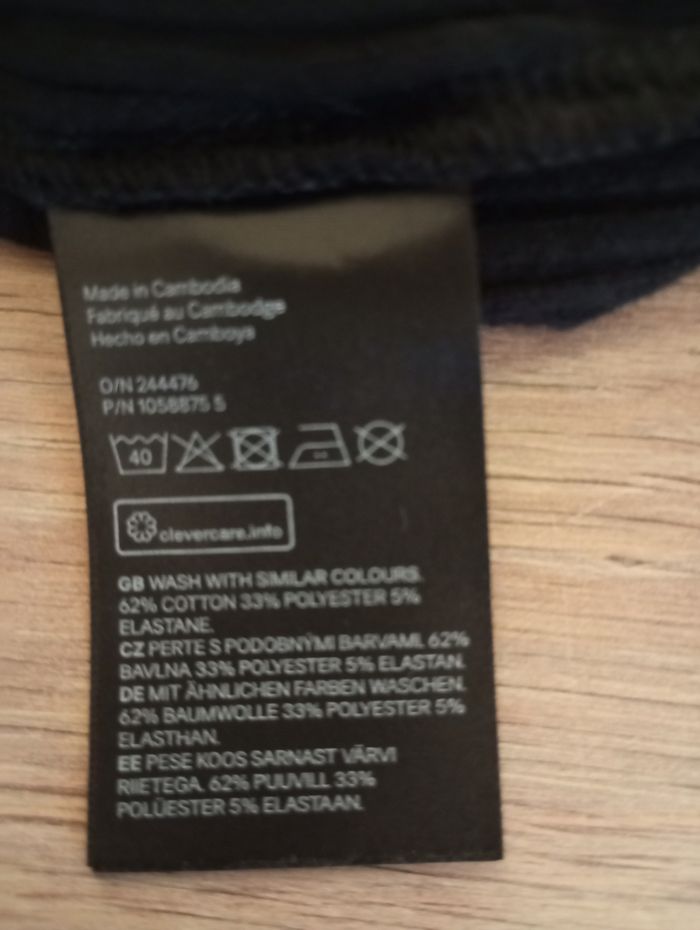 Made in Cambodia
Fabriqué au Cambodge
Hecho en Camboya
O/N 244476
P/N 1058875 5
40
clevercare.info
GB WASH WITH SIMILAR COLOURS.
62% COTTON 33% POLYESTER 5%
ELASTANE.
CZ PERTE S PODOBNÝMI BARVAMI. 62%
BAVLNA 33% POLYESTER 5% ELASTAN.
DE MIT ÄHNLICHEN FARBEN WASCHEN.
62% BAUMWOLLE 33% POLYESTER 5%
ELASTHAN.
EE PESE KOOS SARNAST VÄRVI
RIIETEGA. 62% PUUVILL 33%
POLÜESTER 5% ELASTAAN.